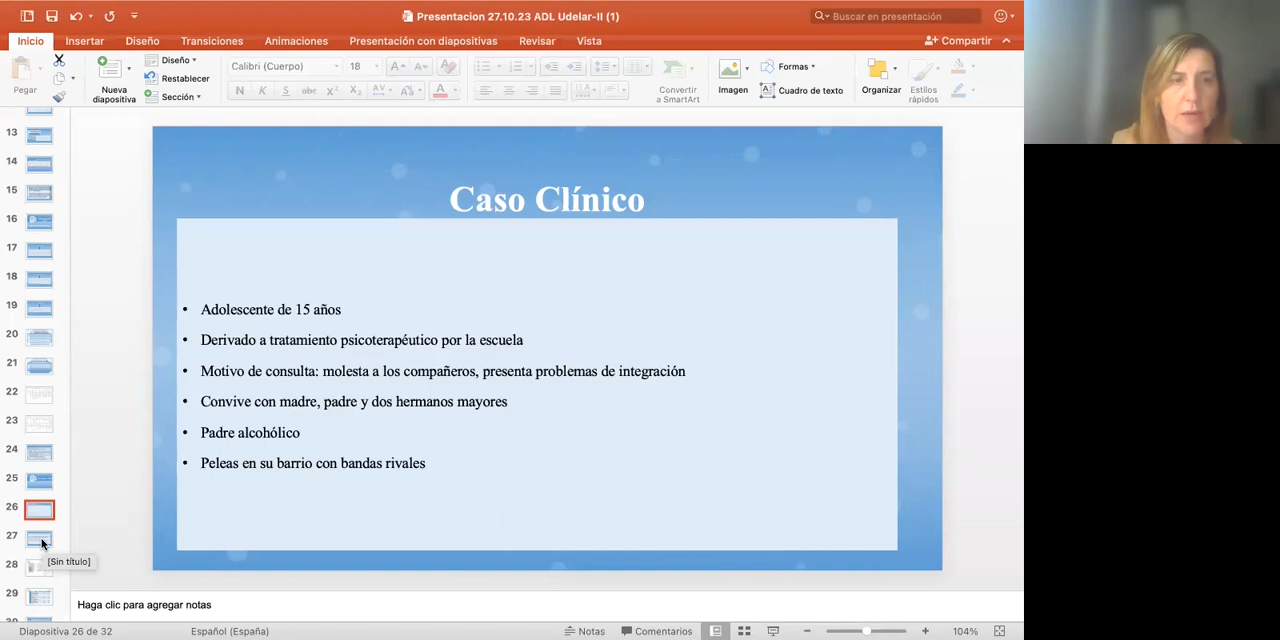 Presentacion 27.10.23 ADL Udelar-II (1)
Buscar en presentación
Inicio
Insertar
Diseño
Transiciones
Animaciones
Presentación con diapositivas
Revisar
Vista
Compartir
Pegar
Nueva diapositiva
Diseño
Restablecer
Sección
Calibri (Cuerpo)
18
N K S abc X² X₂ AV Aa A
Convertir a SmartArt
Imagen
Formas
Cuadro de texto
Organizar
Estilos rápidos
13
14
15
16
17
18
19
20
21
22
23
24
25
26
27
28
29
[Sin título]
Caso Clínico
• Adolescente de 15 años
• Derivado a tratamiento psicoterapéutico por la escuela
• Motivo de consulta: molesta a los compañeros, presenta problemas de integración
• Convive con madre, padre y dos hermanos mayores
• Padre alcohólico
• Peleas en su barrio con bandas rivales
Haga clic para agregar notas
Diapositiva 26 de 32
Español (España)
Notas
Comentarios
104%